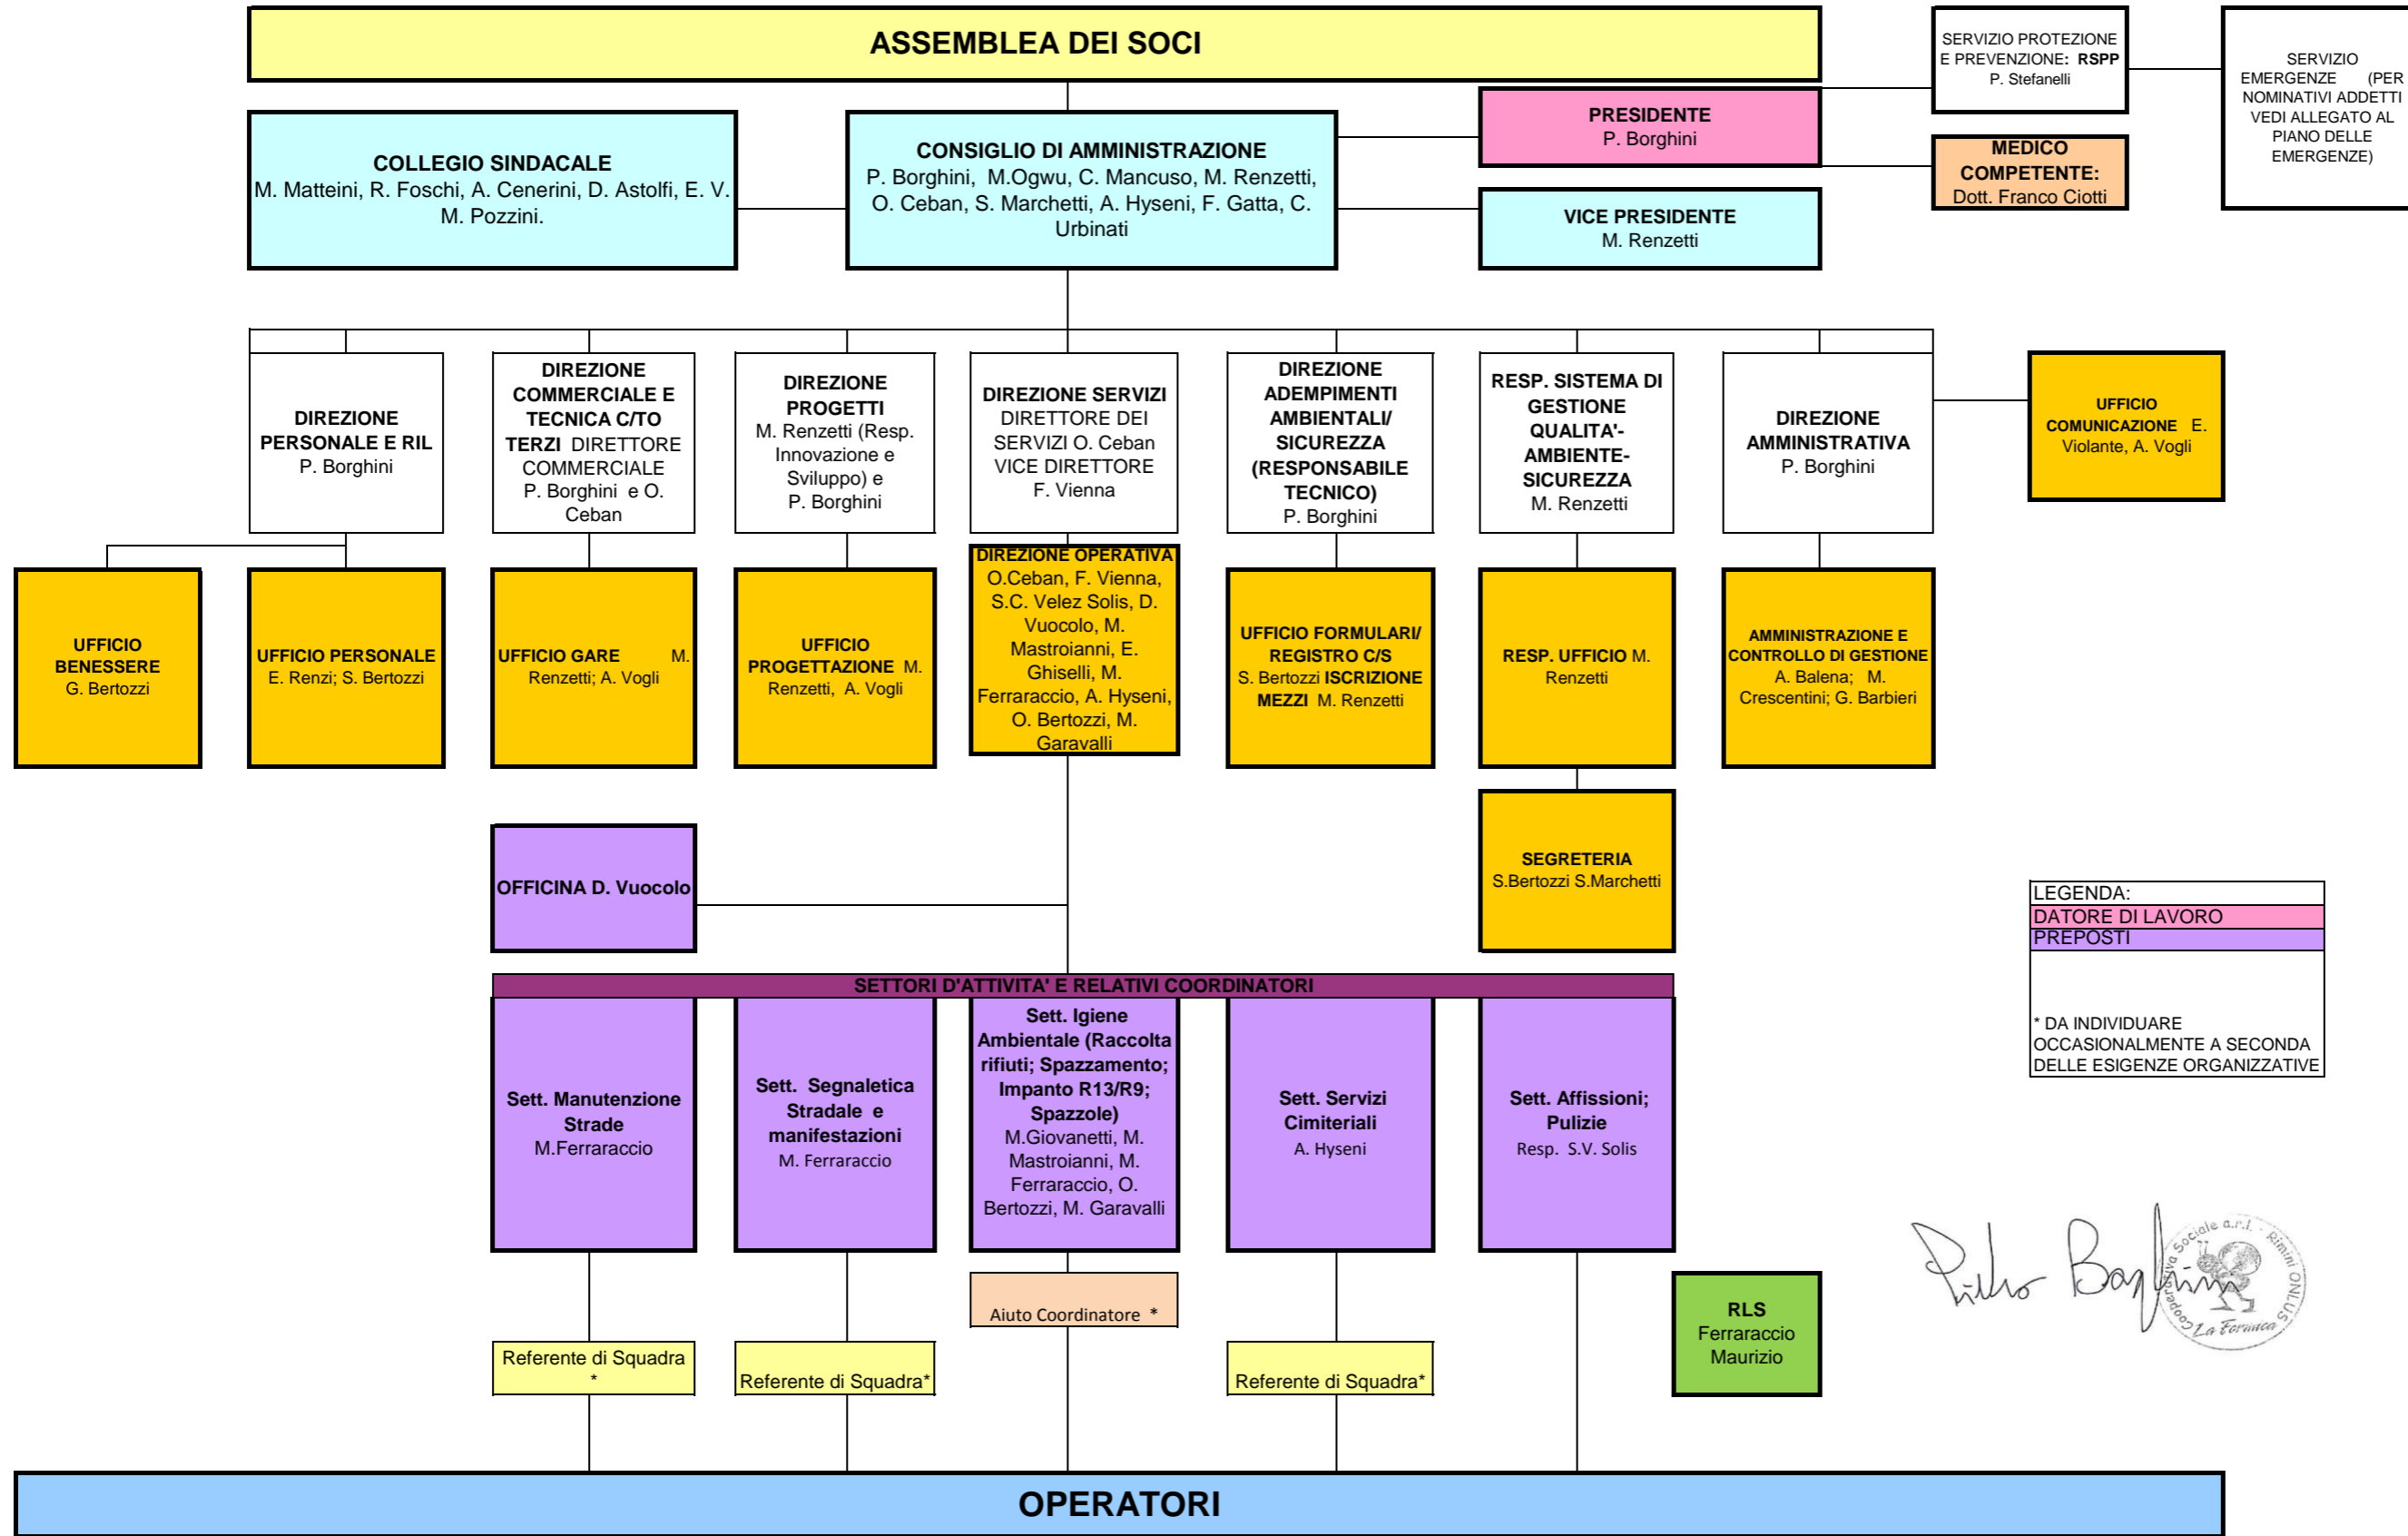 ASSEMBLEA DEI SOCI
SERVIZIO PROTEZIONE
E PREVENZIONE: RSPP
P. Stefanelli
SERVIZIO
EMERGENZE (PER
NOMINATIVI ADDETTI
VEDI ALLEGATO AL
PIANO DELLE
EMERGENZE)
PRESIDENTE
P. Borghini
MEDICO
COMPETENTE:
Dott. Franco Ciotti
COLLEGIO SINDACALE
M. Matteini, R. Foschi, A. Cenerini, D. Astolfi, E. V.
M. Pozzini.
CONSIGLIO DI AMMINISTRAZIONE
P. Borghini, M.Ogwu, C. Mancuso, M. Renzetti,
O. Ceban, S. Marchetti, A. Hyseni, F. Gatta, C.
Urbinati
VICE PRESIDENTE
M. Renzetti
DIREZIONE
PERSONALE E RIL
P. Borghini
DIREZIONE
COMMERCIALE E
TECNICA C/TO
TERZI DIRETTORE
COMMERCIALE
P. Borghini e O.
Ceban
DIREZIONE
PROGETTI
M. Renzetti (Resp.
Innovazione e
Sviluppo) e
P. Borghini
DIREZIONE SERVIZI
DIRETTORE DEI
SERVIZI O. Ceban
VICE DIRETTORE
F. Vienna
DIREZIONE
ADEMPIMENTI
AMBIENTALI/
SICUREZZA
(RESPONSABILE
TECNICO)
P. Borghini
RESP. SISTEMA DI
GESTIONE
QUALITA'-
AMBIENTE-
SICUREZZA
M. Renzetti
DIREZIONE
AMMINISTRATIVA
P. Borghini
UFFICIO
COMUNICAZIONE E.
Violante, A. Vogli
UFFICIO
BENESSERE
G. Bertozzi
UFFICIO PERSONALE
E. Renzi; S. Bertozzi
UFFICIO GARE M.
Renzetti; A. Vogli
UFFICIO
PROGETTAZIONE M.
Renzetti, A. Vogli
DIREZIONE OPERATIVA
O.Ceban, F. Vienna,
S.C. Velez Solis, D.
Vuocolo, M.
Mastroianni, E.
Ghiselli, M.
Ferraraccio, A. Hyseni,
O. Bertozzi, M.
Garavalli
UFFICIO FORMULARI/
REGISTRO C/S
S. Bertozzi ISCRIZIONE
MEZZI M. Renzetti
RESP. UFFICIO M.
Renzetti
AMMINISTRAZIONE E
CONTROLLO DI GESTIONE
A. Balena; M.
Crescentini; G. Barbieri
OFFICINA D. Vuocolo
SEGRETERIA
S.Bertozzi S.Marchetti
LEGENDA:
DATORE DI LAVORO
PREPOSTI
* DA INDIVIDUARE
OCCASIONALMENTE A SECONDA
DELLE ESIGENZE ORGANIZZATIVE
SETTORI D'ATTIVITA' E RELATIVI COORDINATORI
Sett. Manutenzione
Strade
M.Ferraraccio
Sett. Segnaletica
Stradale e
manifestazioni
M. Ferraraccio
Sett. Igiene
Ambientale (Raccolta
rifiuti; Spazzamento;
Impanto R13/R9;
Spazzole)
M.Giovanetti, M.
Mastroianni, M.
Ferraraccio, O.
Bertozzi, M. Garavalli
Sett. Servizi
Cimiteriali
A. Hyseni
Sett. Affissioni;
Pulizie
Resp. S.V. Solis
Aiuto Coordinatore *
RLS
Ferraraccio
Maurizio
Referente di Squadra
*
Referente di Squadra*
Referente di Squadra*
Cooperativa Sociale a.r.l. - Rimini ONLUS
La Formica
OPERATORI